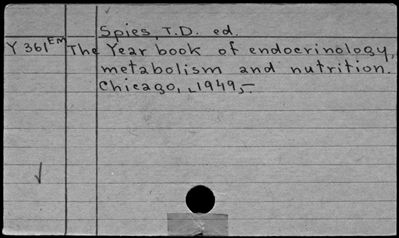 Spies, T.D. ed.
Y 361EM The Year book of endocrinology,
metabolism and nutrition.
Chicago, 1949,-